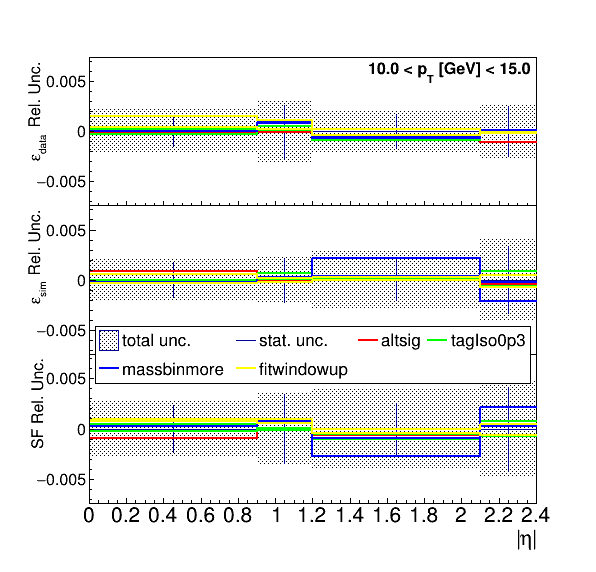 10.0 < p_T [GeV] < 15.0
ε_data Rel. Unc.
0.005
0
−0.005
ε_sim Rel. Unc.
0.005
0
−0.005
total unc. stat. unc. altsig tagIso0p3
massbinmore fitwindowup
SF Rel. Unc.
0.005
0
−0.005
0 0.2 0.4 0.6 0.8 1 1.2 1.4 1.6 1.8 2 2.2 2.4
|η|